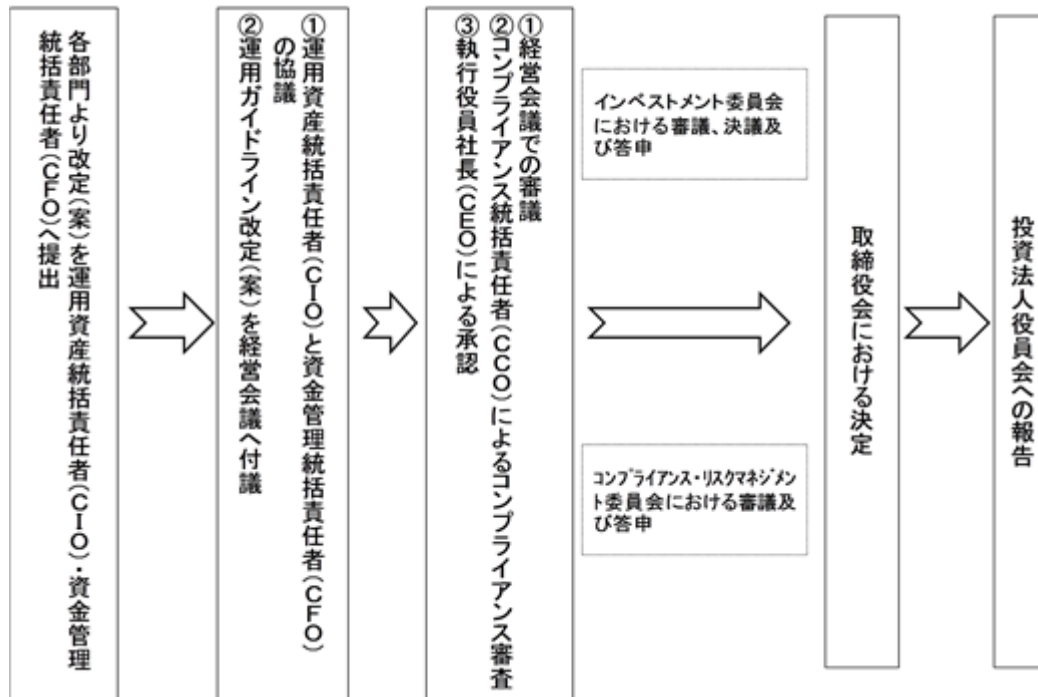 各部門より改定(案)を運用資産統括責任者(CIO)・資金管理
統括責任者(CFO)へ提出
①運用資産統括責任者(CIO)と資金管理統括責任者(CFO)
の協議
②運用ガイドライン改定(案)を経営会議へ付議
①経営会議での審議
②コンプライアンス統括責任者(CCO)によるコンプライアンス審査
③執行役員社長(CEO)による承認
インベストメント委員会
における審議、決議及
び答申
コンプライアンス・リスクマネジメン
ト委員会における審議及
び答申
取締役会における決定
投資法人役員会への報告